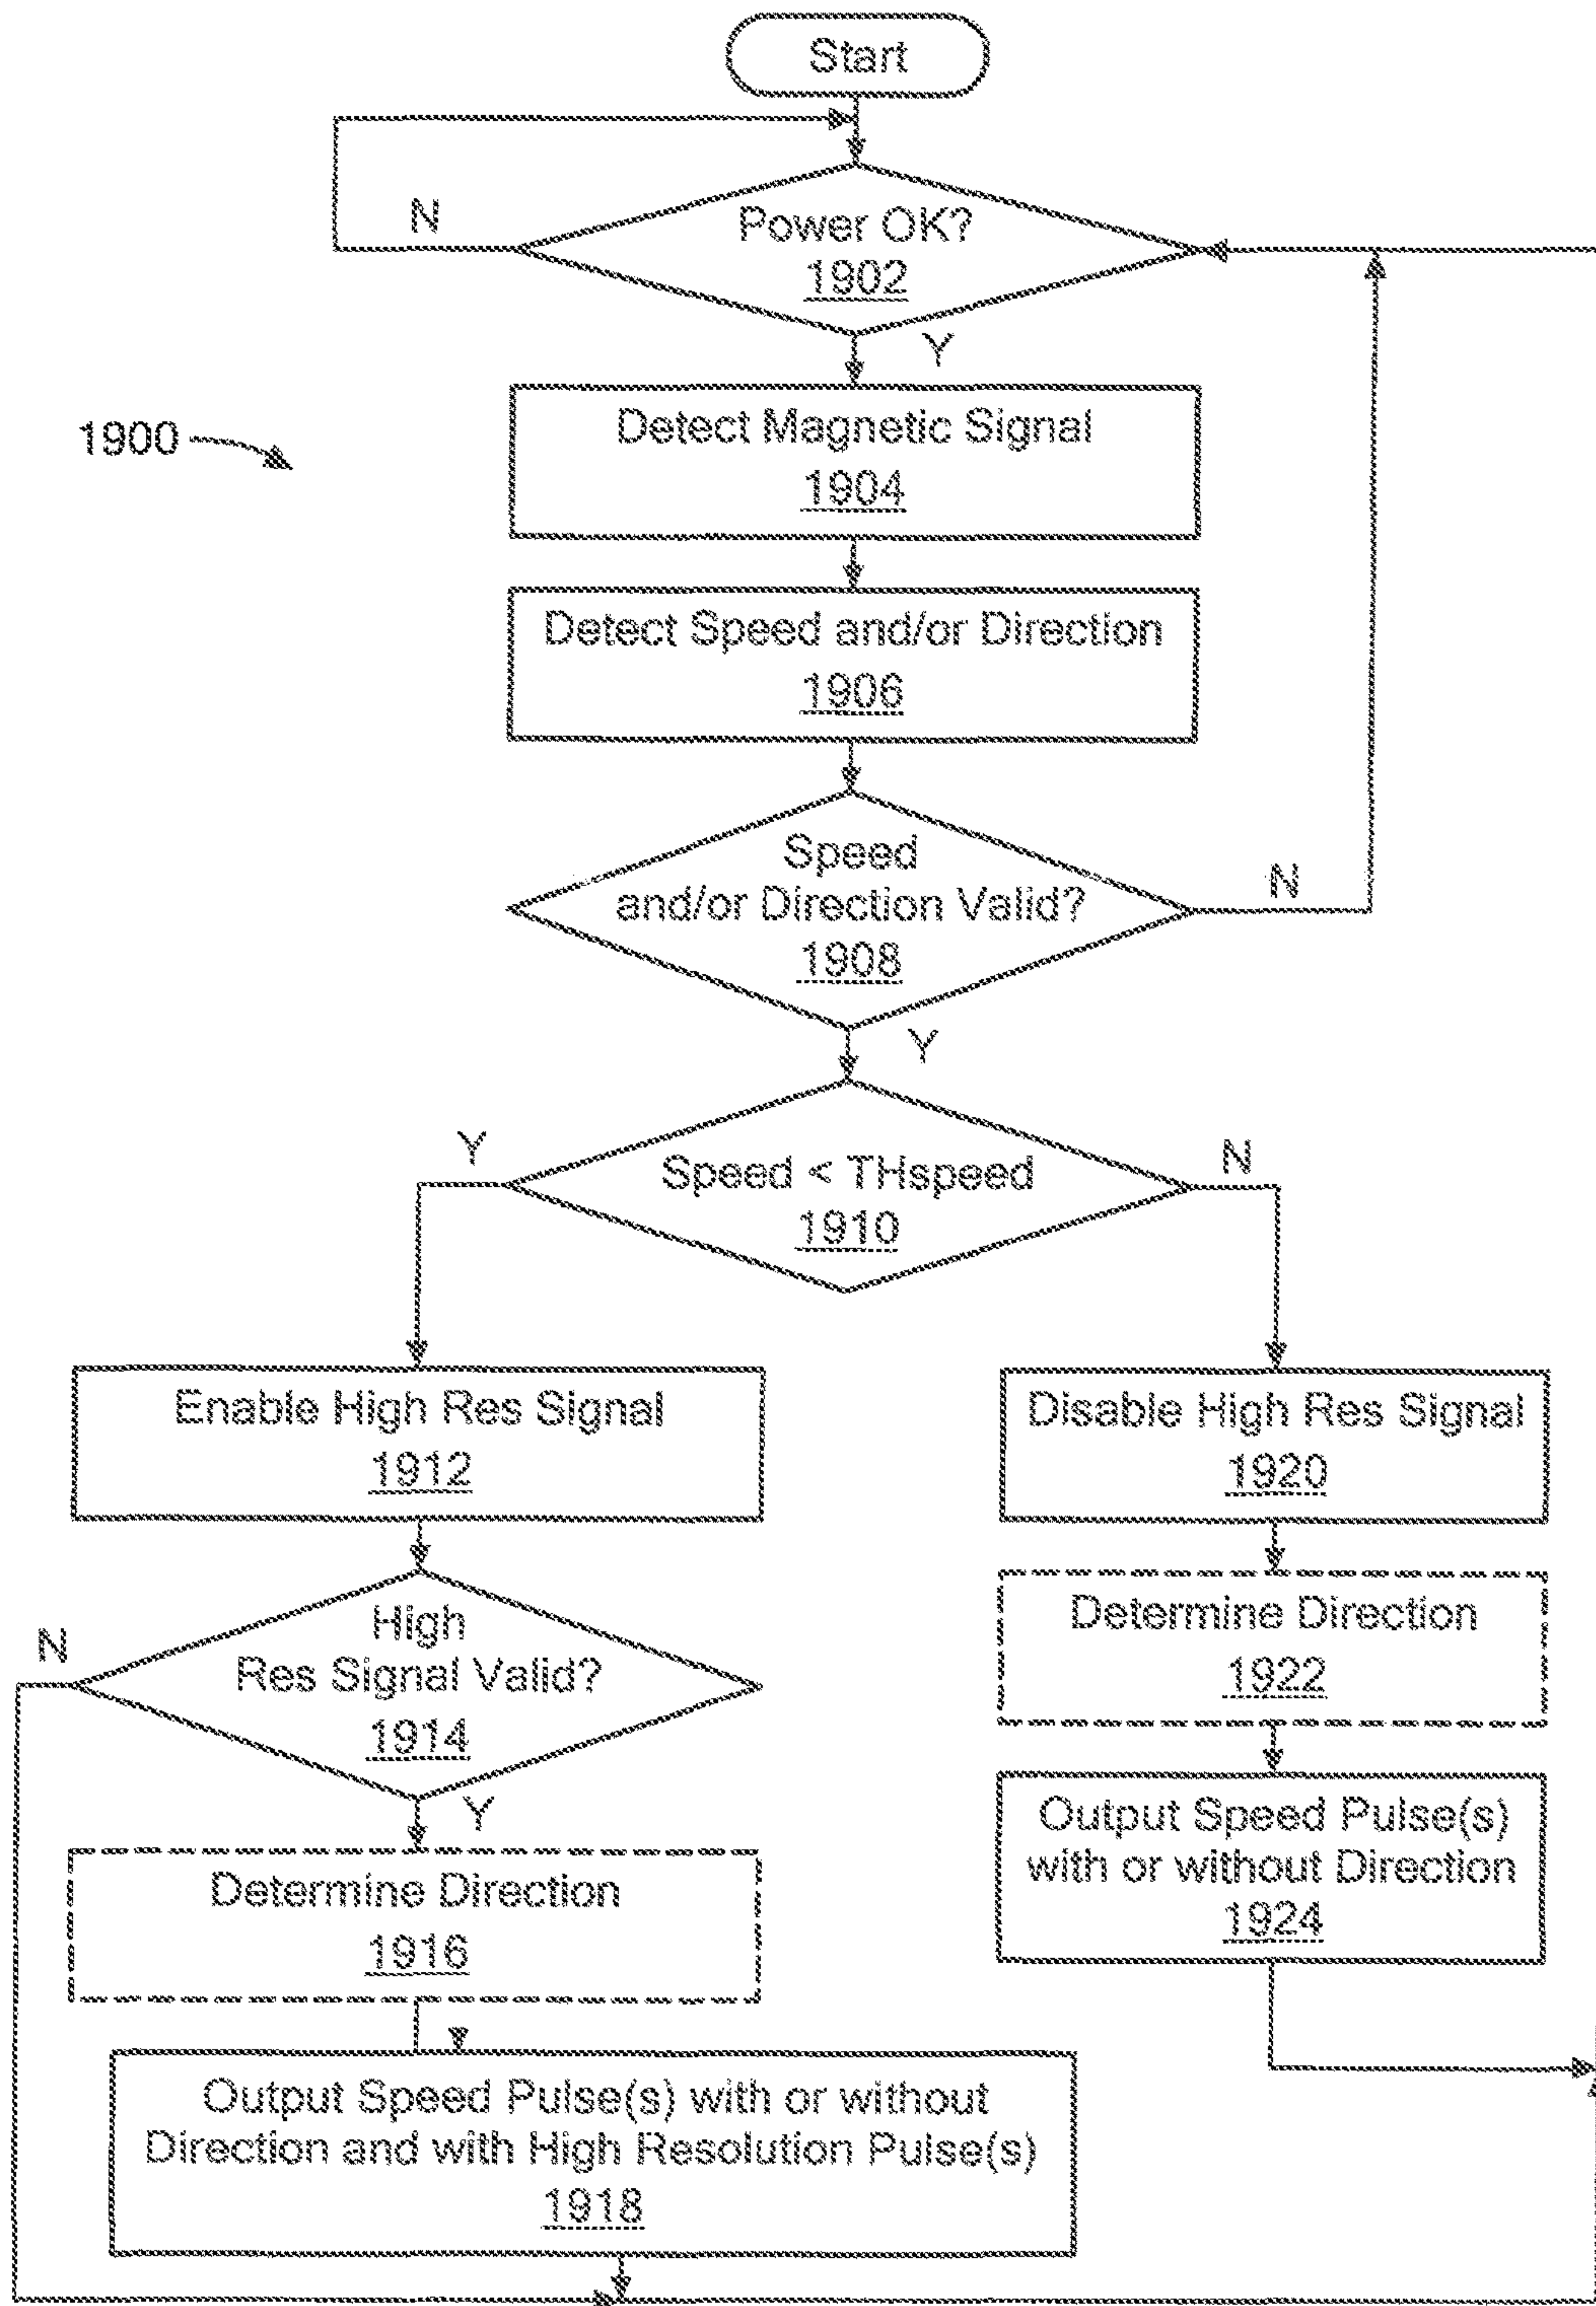 Start
N
Power OK?
1902
Y
1900
Detect Magnetic Signal
1904
Detect Speed and/or Direction
1906
Speed
and/or Direction Valid?
1908
N
Y
Y
Speed < THspeed
1910
N
Enable High Res Signal
1912
Disable High Res Signal
1920
N
High
Res Signal Valid?
1914
Y
Determine Direction
1922
Determine Direction
1916
Output Speed Pulse(s)
with or without Direction
1924
Output Speed Pulse(s) with or without
Direction and with High Resolution Pulse(s)
1918